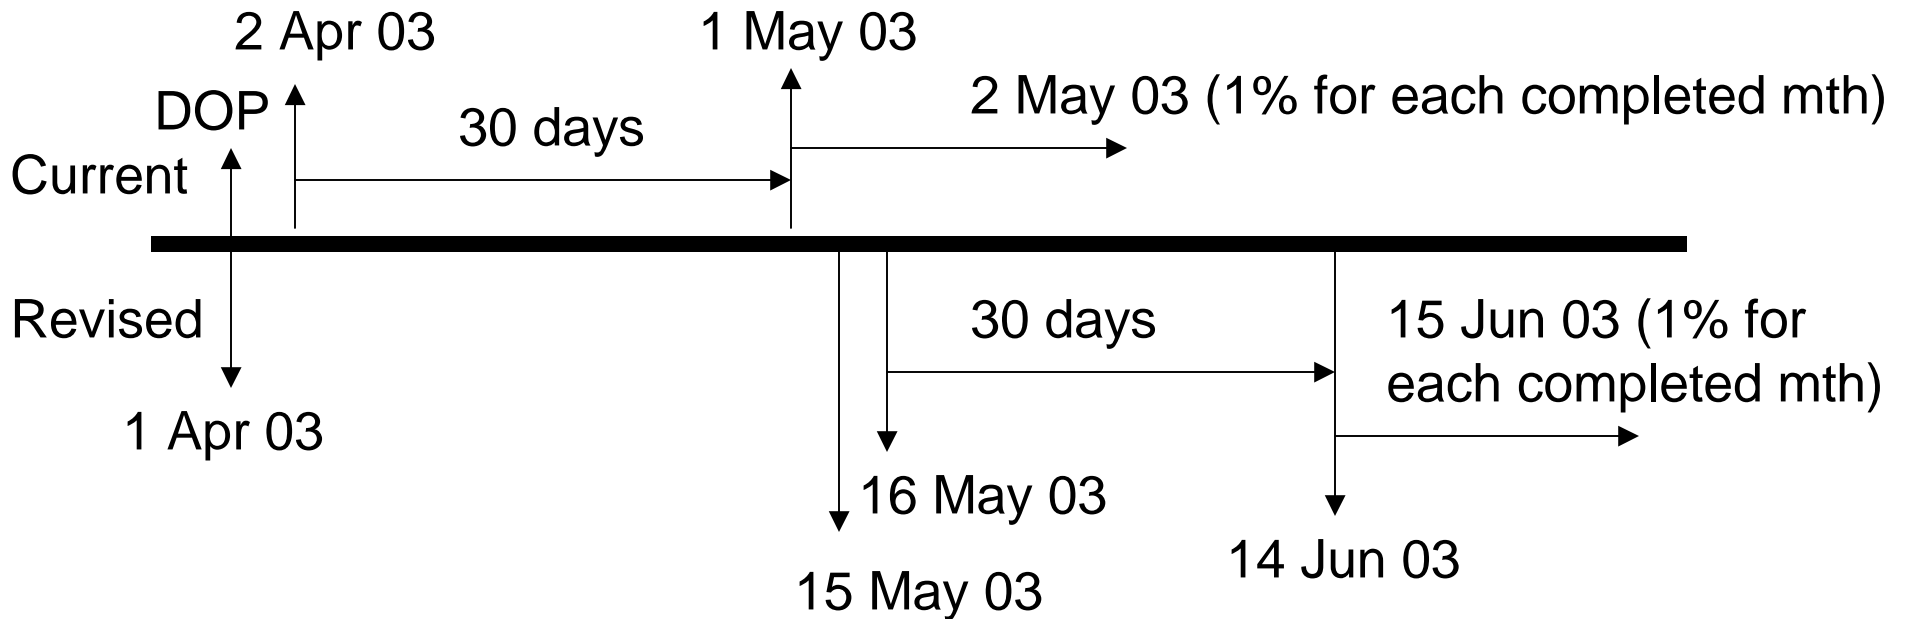 2 Apr 03
1 May 03
DOP
30 days
2 May 03 (1% for each completed mth)
Current
Revised
30 days
15 Jun 03 (1% for
each completed mth)
1 Apr 03
16 May 03
14 Jun 03
15 May 03